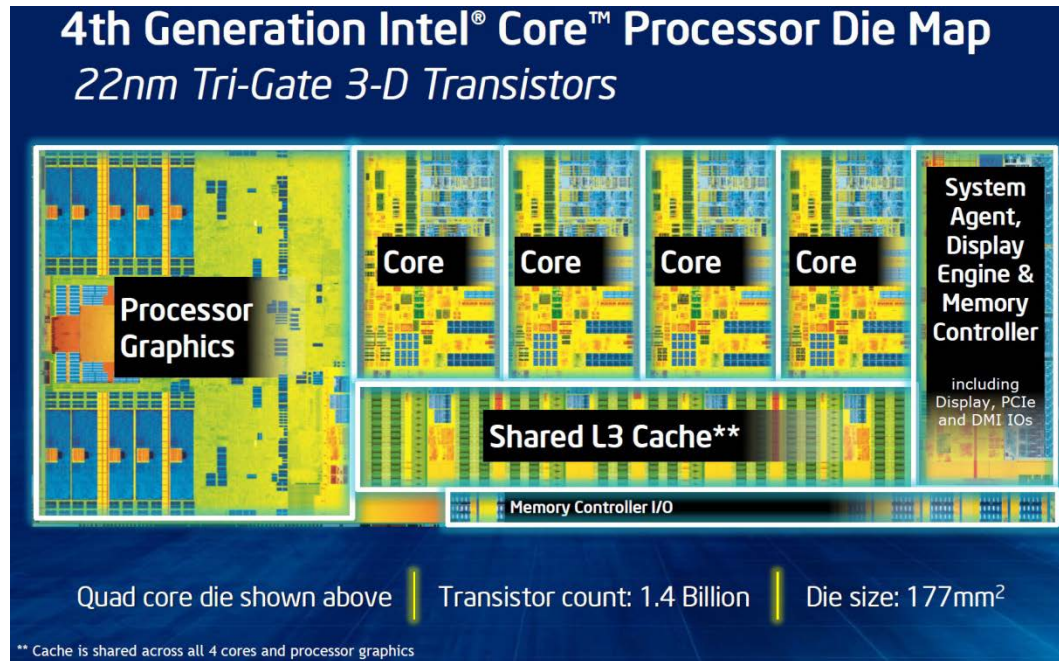 4th Generation Intel® Core™ Processor Die Map
22nm Tri-Gate 3-D Transistors
Processor
Graphics
Core
Core
Core
Core
System
Agent,
Display
Engine &
Memory
Controller
including
Display, PCIe
and DMI IOs
Shared L3 Cache**
Memory Controller I/O
Quad core die shown above
Transistor count: 1.4 Billion
Die size: 177mm²
** Cache is shared across all 4 cores and processor graphics